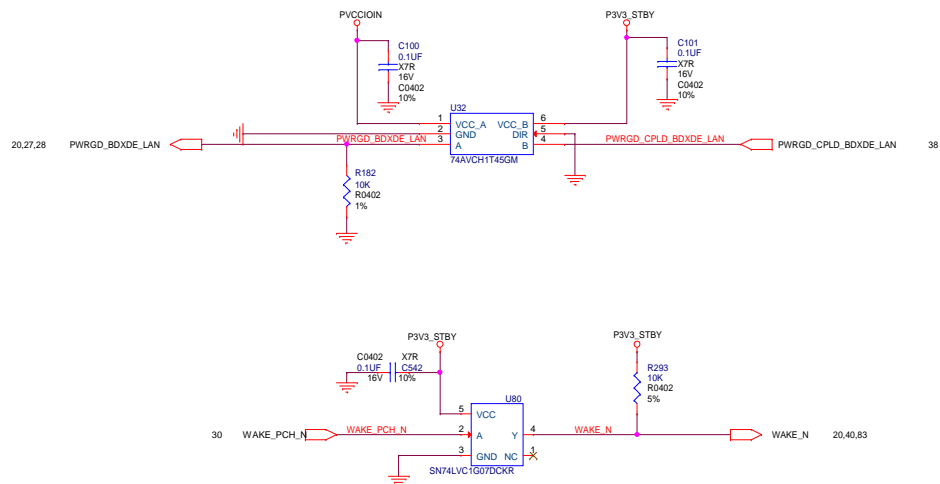 PVCCIOIN
P3V3_STBY
C100
0.1UF
X7R
16V
C0402
10%
C101
0.1UF
X7R
16V
C0402
10%
U32
1 VCC_A VCC_B 6
2 GND DIR 5
3 A B 4
74AVCH1T45GM
20,27,28 PWRGD_BDXDE_LAN PWRGD_BDXDE_LAN PWRGD_CPLD_BDXDE_LAN PWRGD_CPLD_BDXDE_LAN 38
R182
10K
R0402
1%
P3V3_STBY
P3V3_STBY
C0402 X7R
0.1UF C542
16V 10%
R293
10K
R0402
5%
U80
5 VCC
30 WAKE_PCH_N WAKE_PCH_N 2 A Y 4 WAKE_N WAKE_N 20,40,83
3 GND NC 1
SN74LVC1G07DCKR